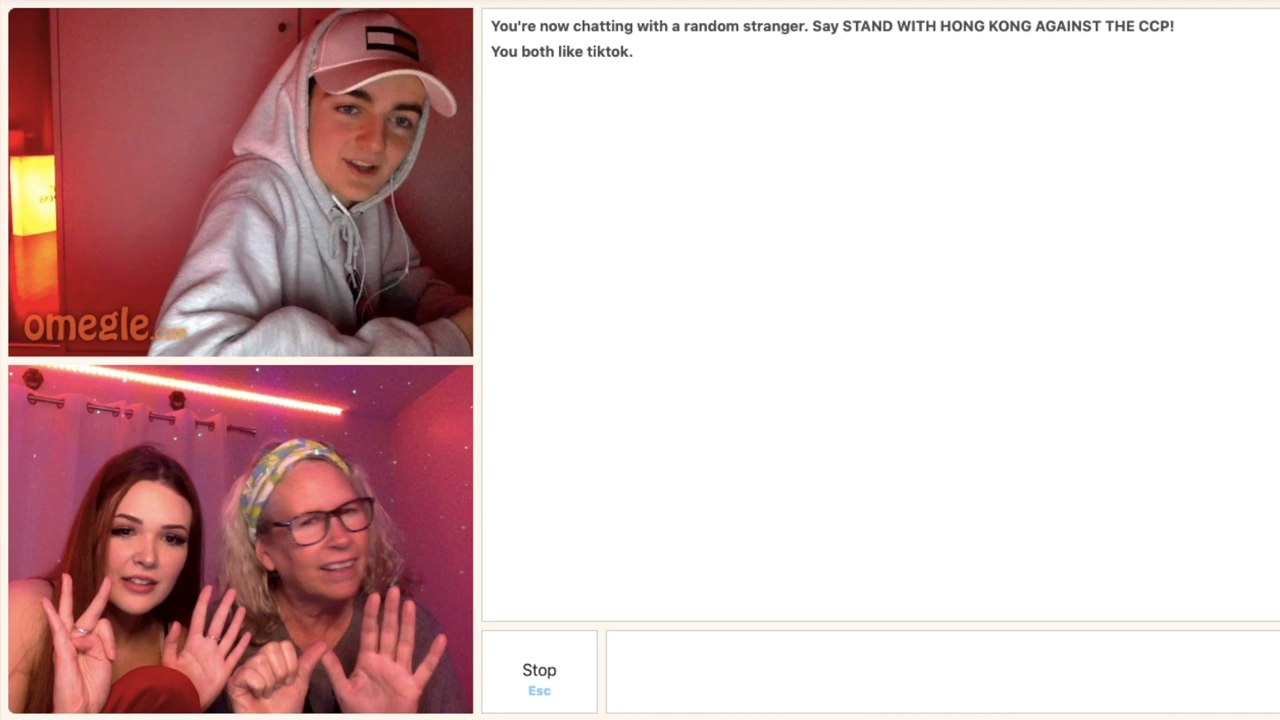 You're now chatting with a random stranger. Say STAND WITH HONG KONG AGAINST THE CCP!
You both like tiktok.
omegle.com
Stop
Esc